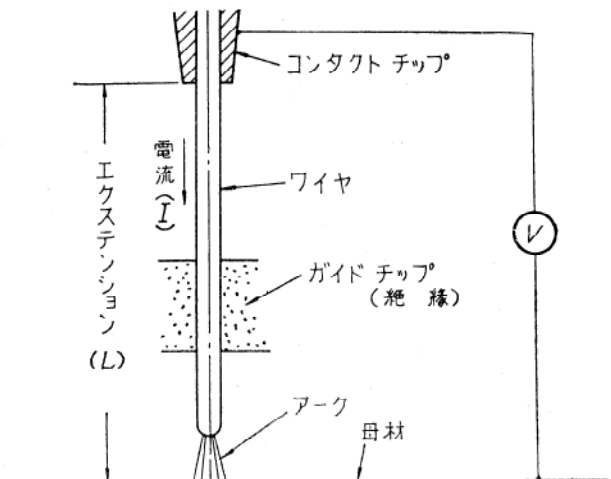 コンタクト チップ
電流(I)
ワイヤ
エクステンション(L)
V
ガイド チップ
(絶縁)
アーク
母材